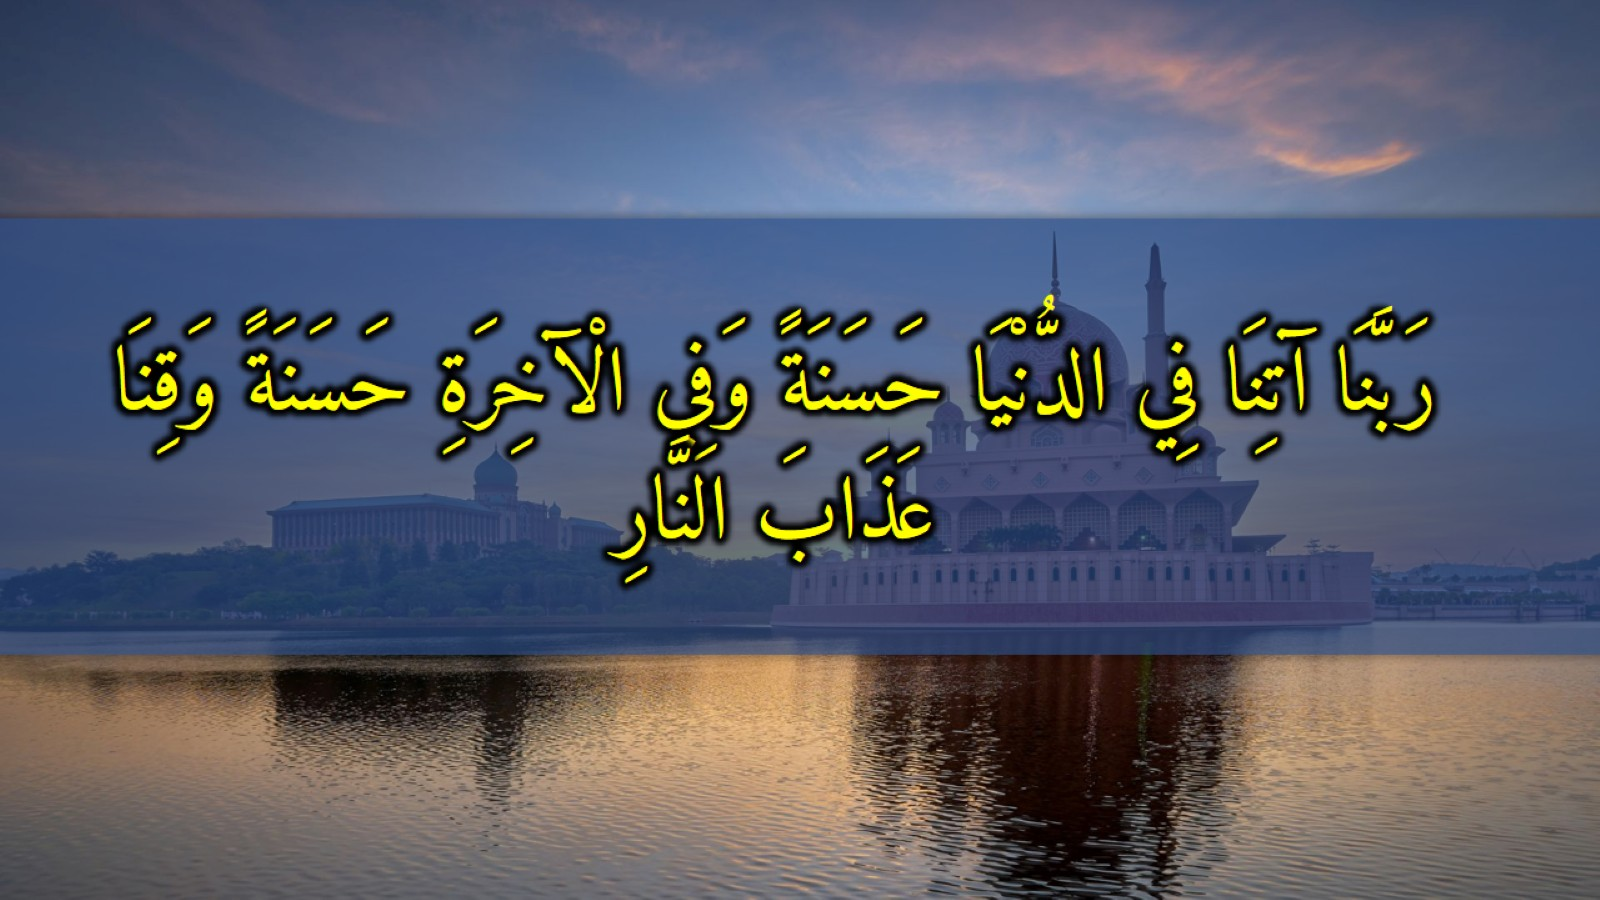 رَبَّنَا آتِنَا فِي الدُّنْيَا حَسَنَةً وَفِي الْآخِرَةِ حَسَنَةً وَقِنَا
عَذَابَ النَّارِ